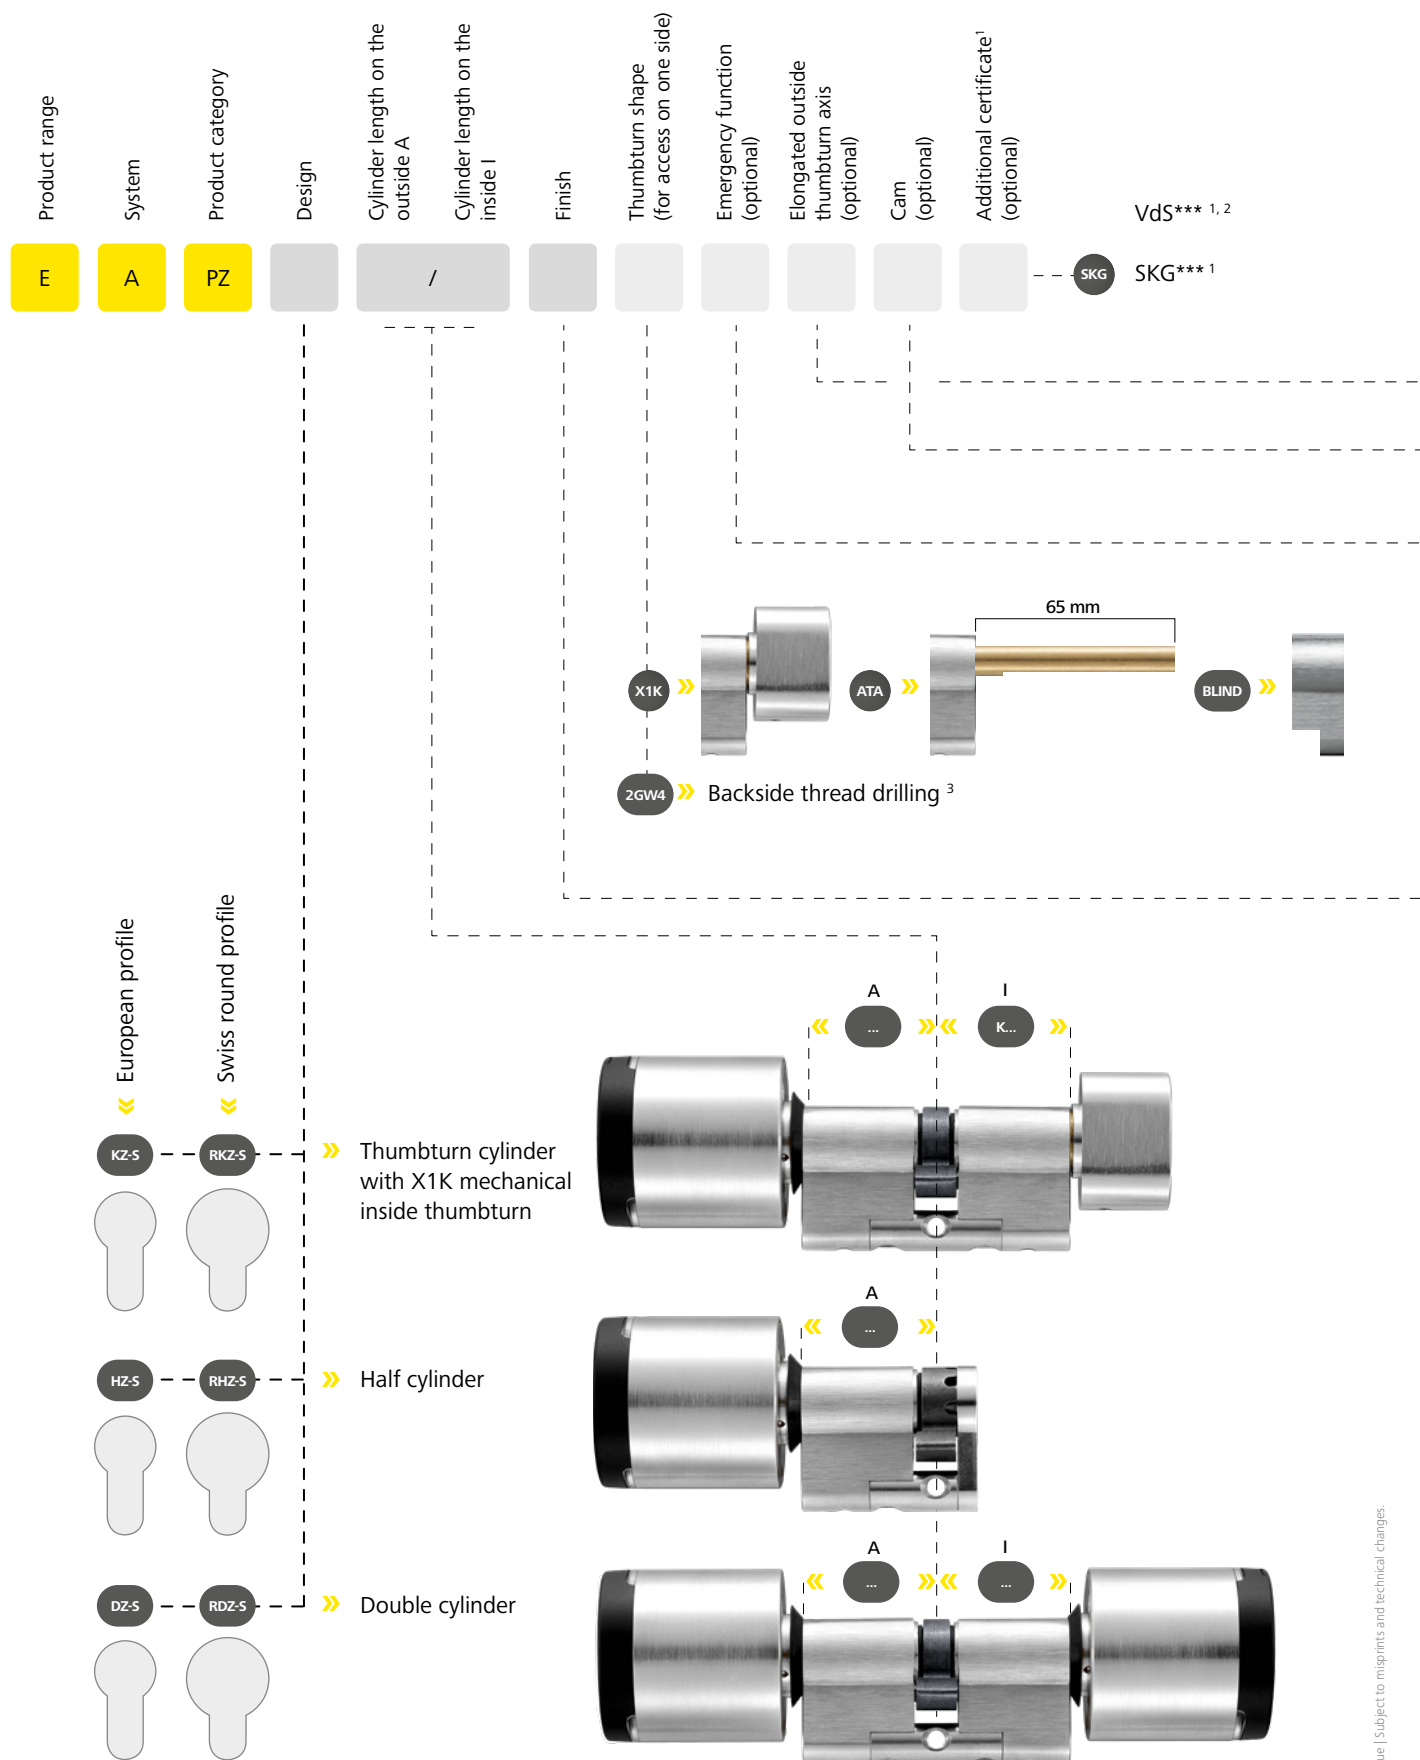 Product range
System
Product category
Design
Cylinder length on the
outside A
Cylinder length on the
inside I
Finish
Thumbturn shape
(for access on one side)
Emergency function
(optional)
Elongated outside
thumbturn axis
(optional)
Cam
(optional)
Additional certificate¹
(optional)
VdS*** 1, 2
E
A
PZ
/
SKG
SKG*** 1
65 mm
X1K
ATA
BLIND
2GW4
Backside thread drilling 3
European profile
Swiss round profile
A
I
...
K...
KZ-S
RKZ-S
Thumbturn cylinder
with X1K mechanical
inside thumbturn
A
...
HZ-S
RHZ-S
Half cylinder
A
I
...
...
DZ-S
RDZ-S
Double cylinder
ue | Subject to misprints and technical changes.